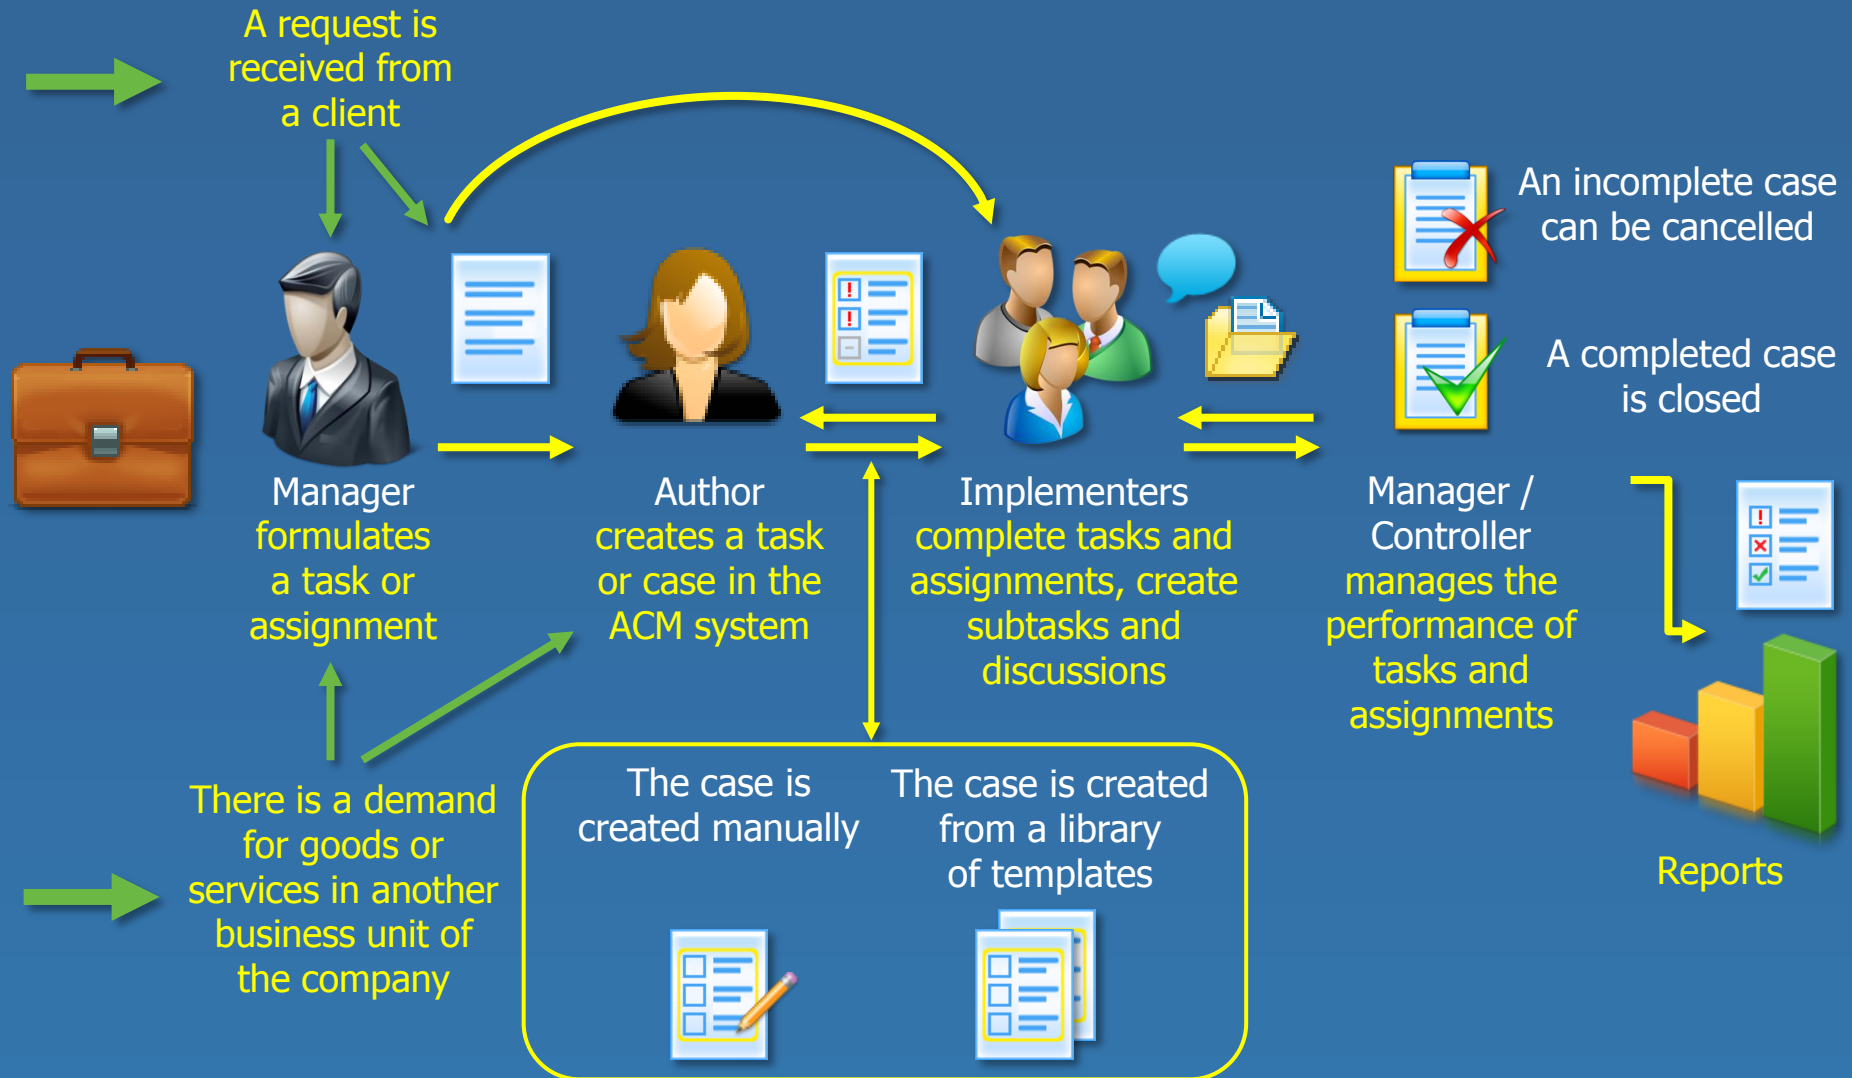 A request is
received from
a client
An incomplete case
can be cancelled
A completed case
is closed
Manager
formulates
a task or
assignment
Author
creates a task
or case in the
ACM system
Implementers
complete tasks and
assignments, create
subtasks and
discussions
Manager /
Controller
manages the
performance of
tasks and
assignments
There is a demand
for goods or
services in another
business unit of
the company
The case is
created manually
The case is created
from a library
of templates
Reports